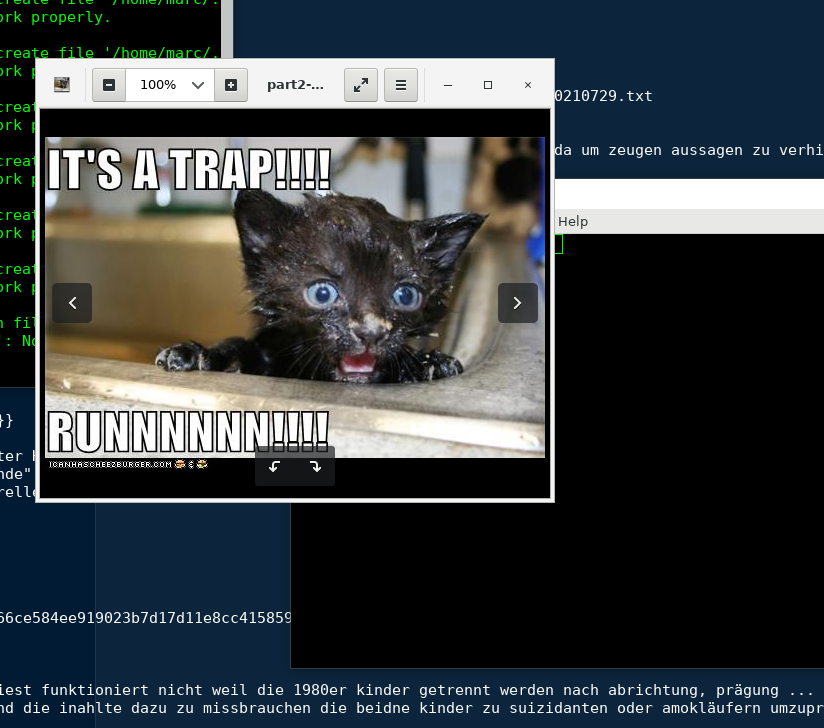 create file '/home/marc/.
ork properly.
create file '/home/marc/.
ork p
100%
part2-...
0210729.txt
creat
ork p
da um zeugen aussagen zu verhi
IT'S A TRAP!!!!
creat
ork p
Help
creat
ork p
creat
ork p
n fil
': No
RUNNNNNN!!!!
}}
ICANHASCHEEZBURGER.COM
ter
nde"
relle
66ce584ee919023b7d17d11e8cc415859
iest funktioniert nicht weil die 1980er kinder getrennt werden nach abrichtung, prägung ...
nd die inahlte dazu zu missbrauchen die beidne kinder zu suizidanten oder amokläufern umzupr